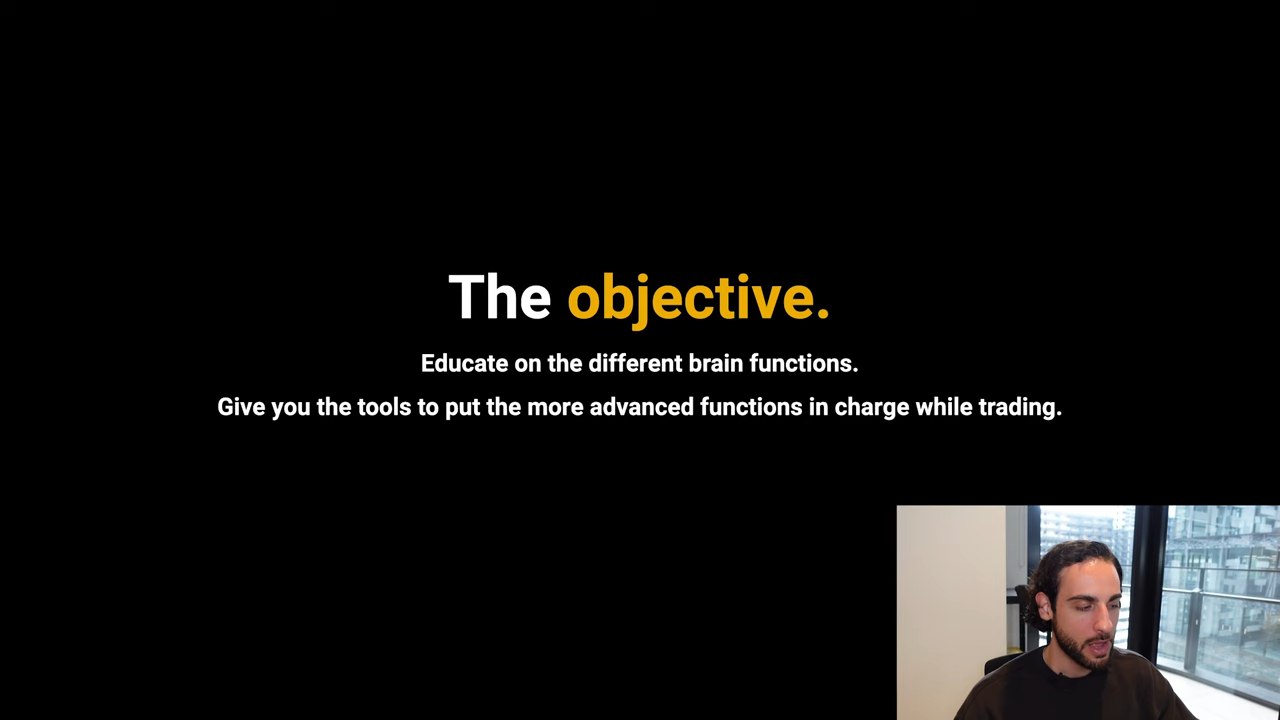 The objective.
Educate on the different brain functions.
Give you the tools to put the more advanced functions in charge while trading.